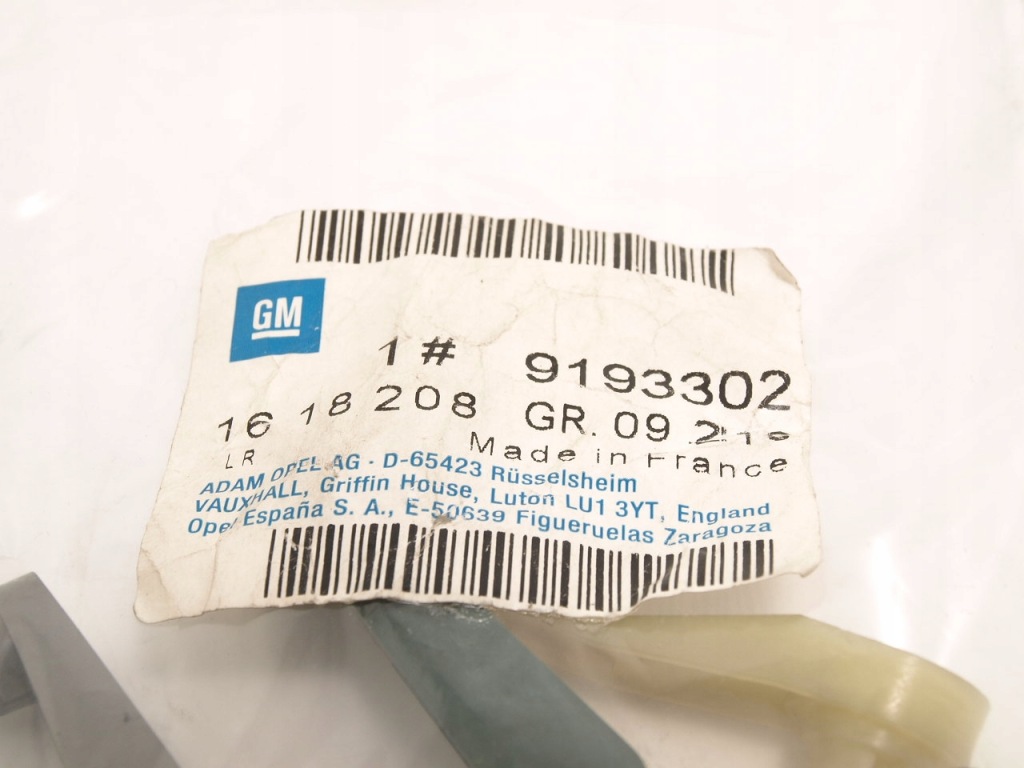 GM
1# 9193302
16 18 208 GR. 09
LR Made in France
ADAM OPEL AG · D-65423 Rüsselsheim
VAUXHALL, Griffin House, Luton LU1 3YT, England
Opel España S. A., E-50639 Figueruelas Zaragoza